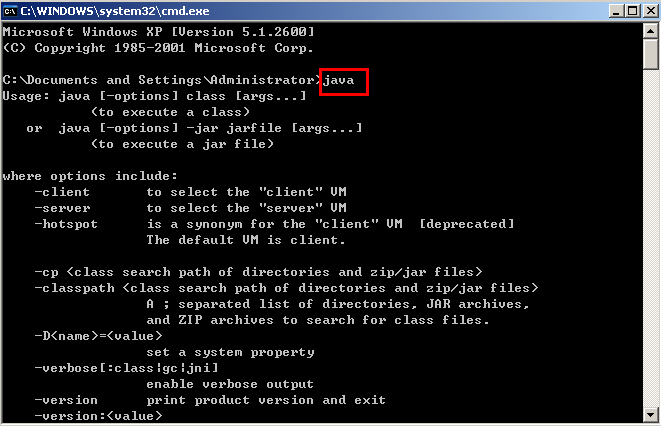 C:\WINDOWS\system32\cmd.exe
Microsoft Windows XP [Version 5.1.2600]
(C) Copyright 1985-2001 Microsoft Corp.
C:\Documents and Settings\Administrator>java
Usage: java [-options] class [args...]
(to execute a class)
or java [-options] -jar jarfile [args...]
(to execute a jar file)
where options include:
-client to select the "client" VM
-server to select the "server" VM
-hotspot is a synonym for the "client" VM [deprecated]
The default VM is client.
-cp <class search path of directories and zip/jar files>
-classpath <class search path of directories and zip/jar files>
A ; separated list of directories, JAR archives,
and ZIP archives to search for class files.
-D<name>=<value>
set a system property
-verbose[:class|gc|jni]
enable verbose output
-version print product version and exit
-version:<value>